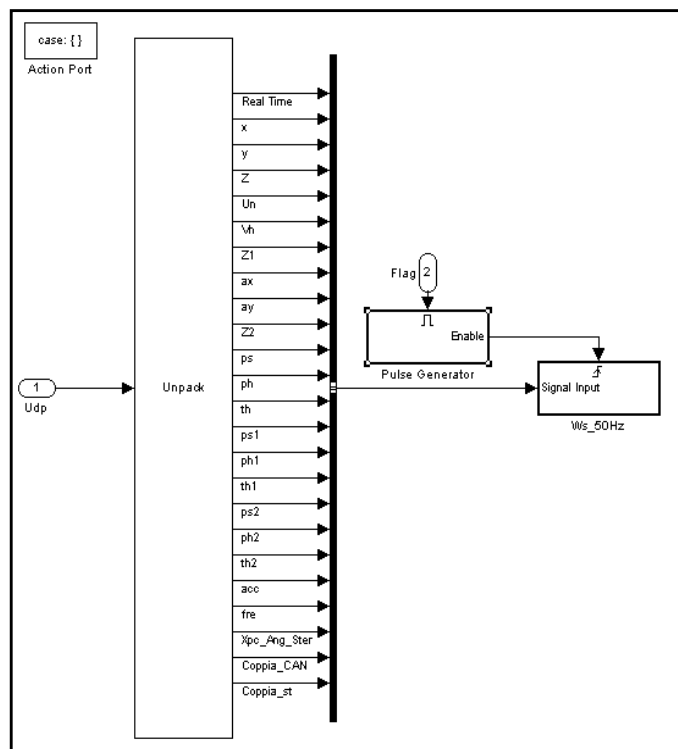 case: { }
Action Port
Real Time
x
y
Z
Un
Vh
Z1
ax
ay
Z2
ps
ph
th
ps1
ph1
th1
ps2
ph2
th2
acc
fre
Xpc_Ang_Ster
Coppia_CAN
Coppia_st
1
Udp
Unpack
Flag
2
Enable
Pulse Generator
Signal Input
Ws_50Hz